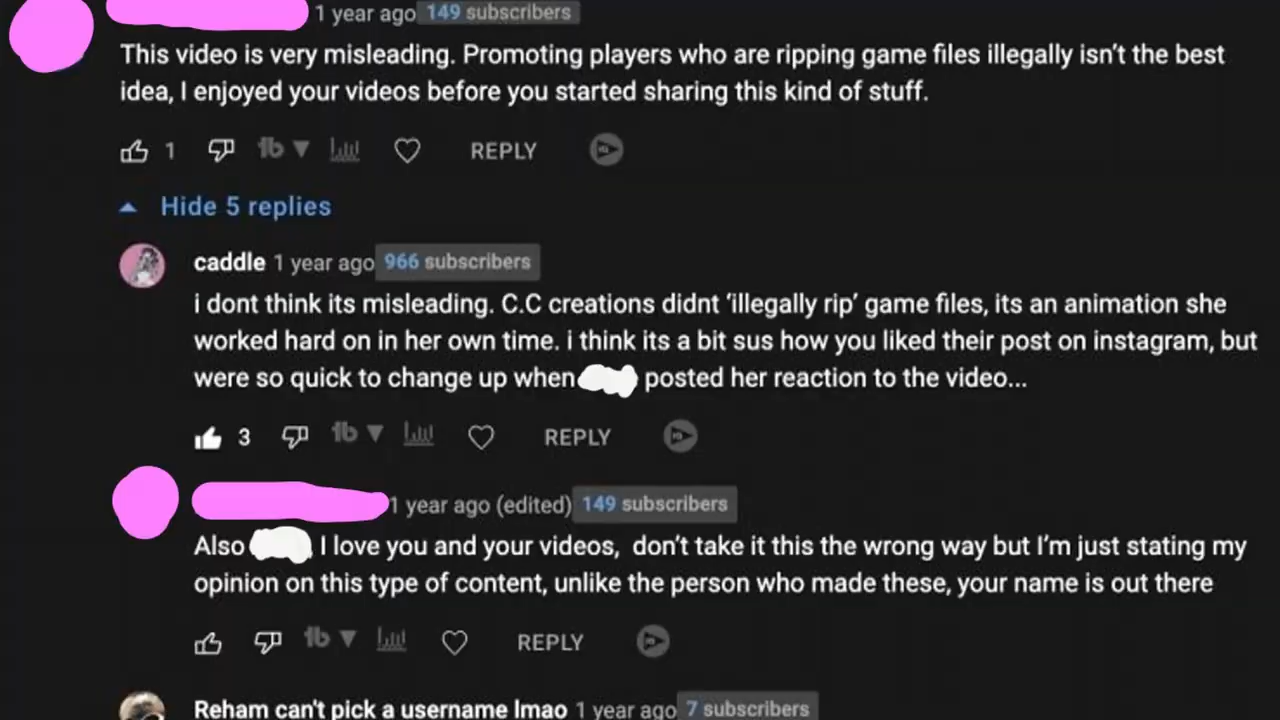 1 year ago 149 subscribers
This video is very misleading. Promoting players who are ripping game files illegally isn't the best
idea, I enjoyed your videos before you started sharing this kind of stuff.
1 REPLY
Hide 5 replies
caddle 1 year ago 966 subscribers
i dont think its misleading. C.C creations didnt 'illegally rip' game files, its an animation she
worked hard on in her own time. i think its a bit sus how you liked their post on instagram, but
were so quick to change up when posted her reaction to the video...
3 REPLY
1 year ago (edited) 149 subscribers
Also I love you and your videos, don't take it this the wrong way but I'm just stating my
opinion on this type of content, unlike the person who made these, your name is out there
REPLY
Reham can't pick a username lmao 1 year ago 7 subscribers